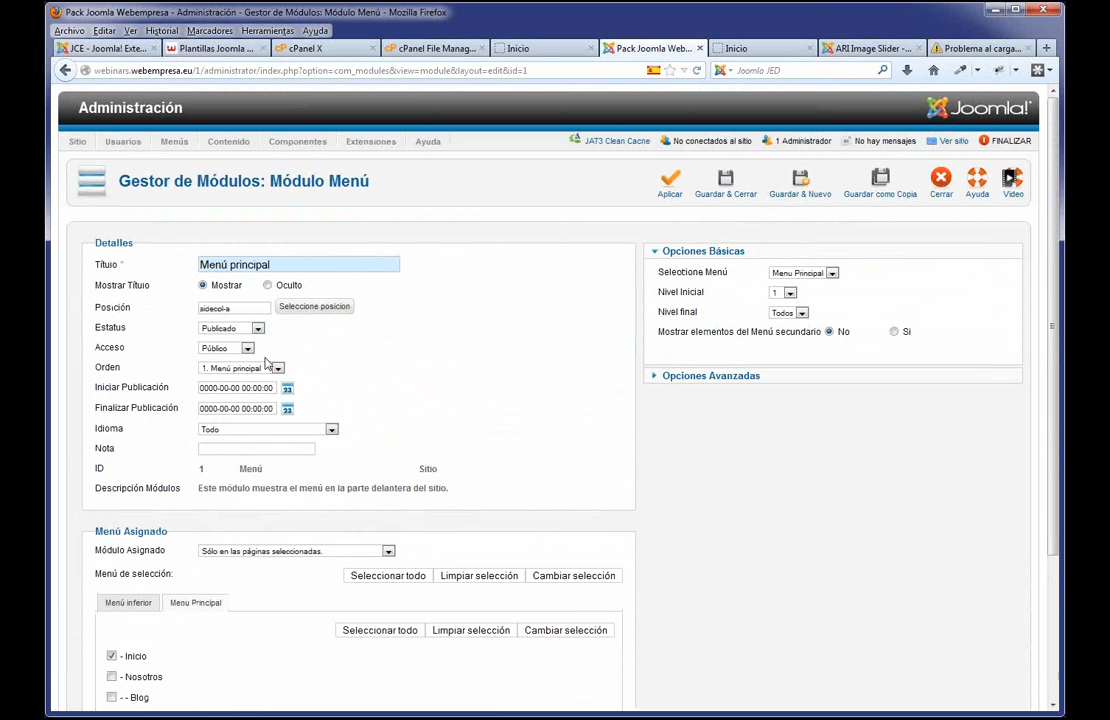 Pack Joomla Webempresa - Administración - Gestor de Módulos: Módulo Menú - Mozilla Firefox
Archivo Editar Ver Historial Marcadores Herramientas Ayuda
JCE - Joomla! Exte... Plantillas Joomla ... cPanel X cPanel File Manag... Inicio Pack Joomla Web... Inicio ARI Image Slider -... Problema al cargar...
webinars.webempresa.eu/1/administrator/index.php?option=com_modules&view=module&layout=edit&id=1 Joomla JED
Administración Joomla!
Sitio Usuarios Menús Contenido Componentes Extensiones Ayuda JAT3 Clean Cacne No conectados al sitio 1 Administrador No hay mensajes Ver sitio FINALIZAR
Gestor de Módulos: Módulo Menú
Aplicar Guardar & Cerrar Guardar & Nuevo Guardar como Copia Cerrar Ayuda Video
Detalles
Título * Menú principal
Mostrar Título Mostrar Oculto
Posición sidecol-a Seleccione posicion
Estatus Publicado
Acceso Público
Orden 1. Menú principal
Iniciar Publicación 0000-00-00 00:00:00 23
Finalizar Publicación 0000-00-00 00:00:00 23
Idioma Todo
Nota
ID 1 Menú Sitio
Descripción Módulos Este módulo muestra el menú en la parte delantera del sitio.
Opciones Básicas
Seleccione Menú Menu Principal
Nivel Inicial 1
Nivel final Todos
Mostrar elementos del Menú secundario No Si
Opciones Avanzadas
Menú Asignado
Módulo Asignado Sólo en las páginas seleccionadas.
Menú de selección: Seleccionar todo Limpiar selección Cambiar selección
Menú inferior Menu Principal
Seleccionar todo Limpiar selección Cambiar selección
- Inicio
- Nosotros
- - Blog